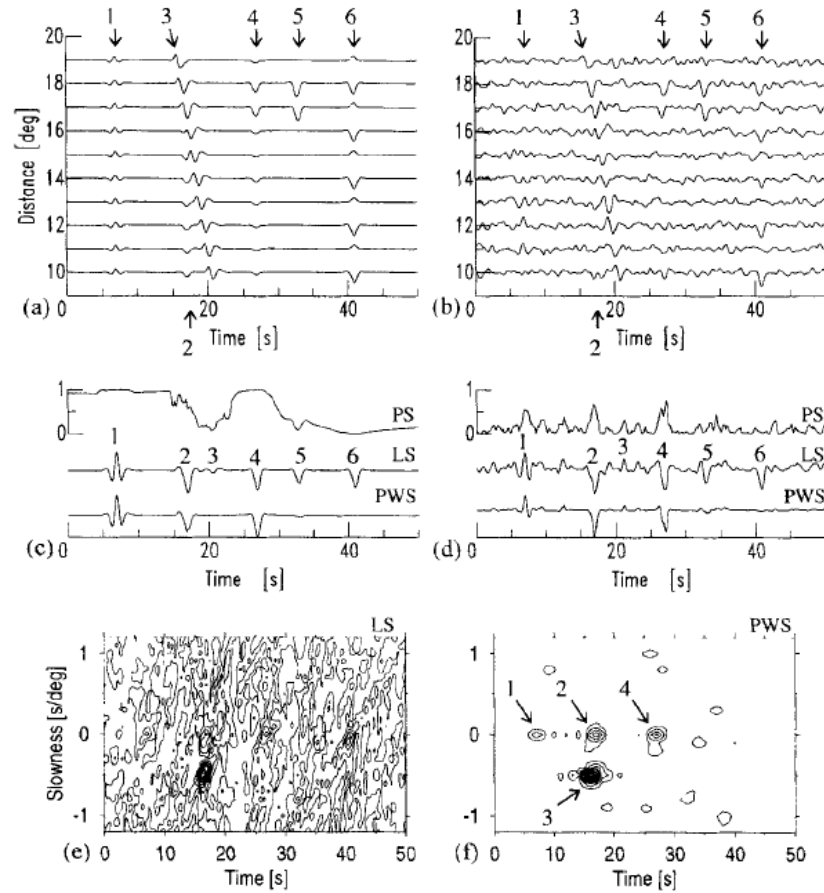 1 3 4 5 6
1 3 4 5 6
20
18
16
14
12
10
Distance [deg]
20
18
16
14
12
10
(a) 0 20 40
Time [s]
2
(b) 0 20 40
Time [s]
2
1
0
PS
1 LS
2 3 4 5 6
PWS
(c) 0 20 40
Time [s]
1
0
PS
1 LS
2 3 4 5 6
PWS
(d) 0 20 40
Time [s]
LS
Slowness [s/deg]
1
0
-1
(e) 0 10 20 30 40 50
Time [s]
PWS
Slowness [s/deg]
1
0
-1
1 2 4
3
(f) 0 10 20 30 40 50
Time [s]